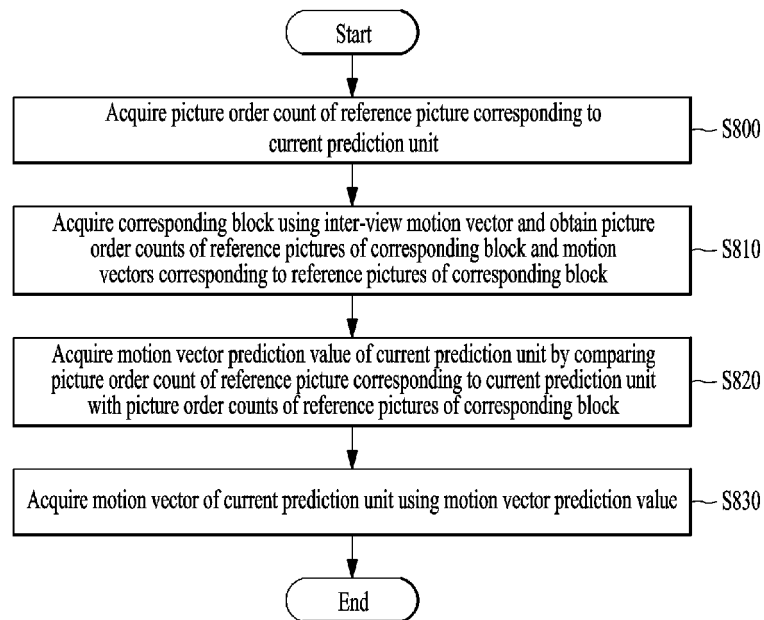 Start
Acquire picture order count of reference picture corresponding to
current prediction unit
S800
Acquire corresponding block using inter-view motion vector and obtain picture
order counts of reference pictures of corresponding block and motion
vectors corresponding to reference pictures of corresponding block
S810
Acquire motion vector prediction value of current prediction unit by comparing
picture order count of reference picture corresponding to current prediction unit
with picture order counts of reference pictures of corresponding block
S820
Acquire motion vector of current prediction unit using motion vector prediction value
S830
End